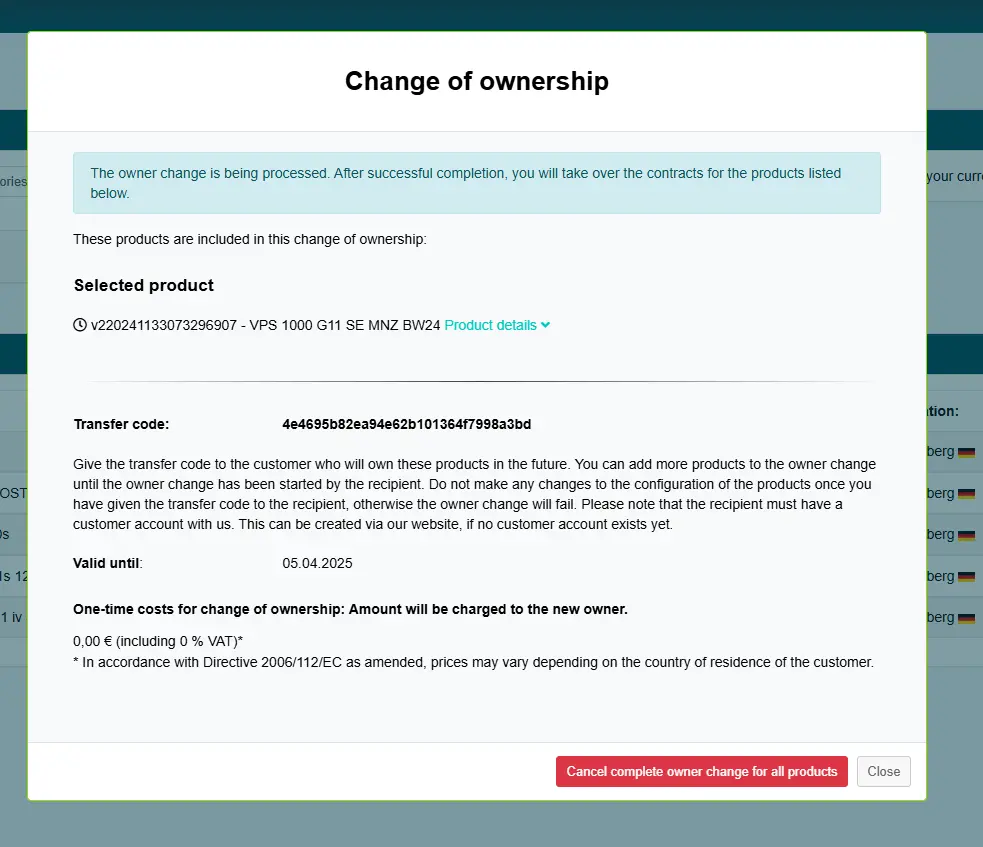 Change of ownership
The owner change is being processed. After successful completion, you will take over the contracts for the products listed
below.
These products are included in this change of ownership:
Selected product
v220241133073296907 - VPS 1000 G11 SE MNZ BW24 Product details
Transfer code: 4e4695b82ea94e62b101364f7998a3bd
Give the transfer code to the customer who will own these products in the future. You can add more products to the owner change
until the owner change has been started by the recipient. Do not make any changes to the configuration of the products once you
have given the transfer code to the recipient, otherwise the owner change will fail. Please note that the recipient must have a
customer account with us. This can be created via our website, if no customer account exists yet.
Valid until: 05.04.2025
One-time costs for change of ownership: Amount will be charged to the new owner.
0,00 € (including 0 % VAT)*
* In accordance with Directive 2006/112/EC as amended, prices may vary depending on the country of residence of the customer.
Cancel complete owner change for all products
Close
ories
your curr
ation:
berg
OST
berg
0s
berg
1s 12
berg
1 iv
berg